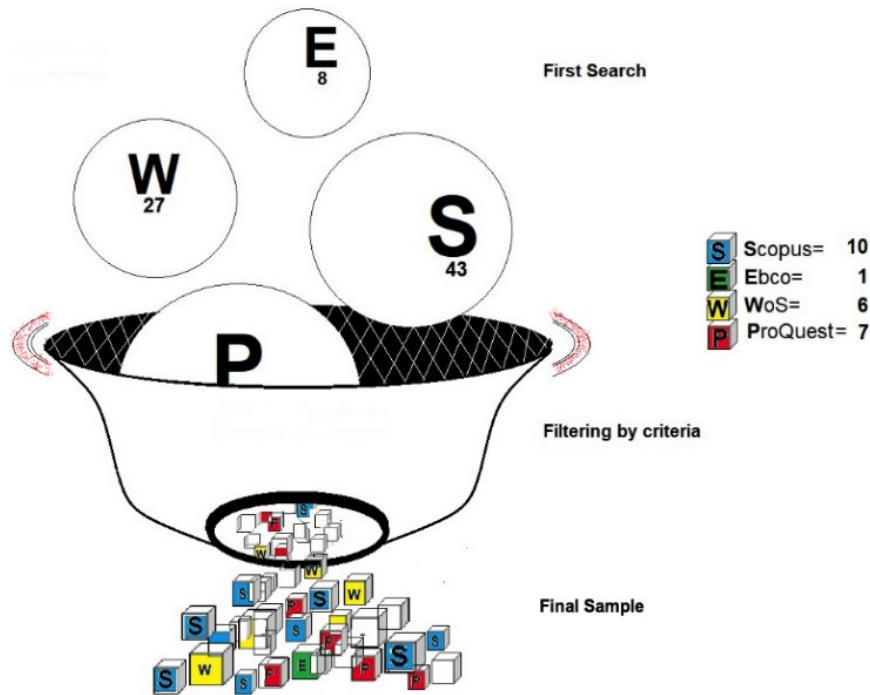 E
8
First Search
W
27
S
43
P
S Scopus= 10
E Ebco= 1
W WoS= 6
P ProQuest= 7
Filtering by criteria
S
P
P
W
W
S
S
W
P
S
S
P
S
S
W
P
E
P
P
S
S
Final Sample